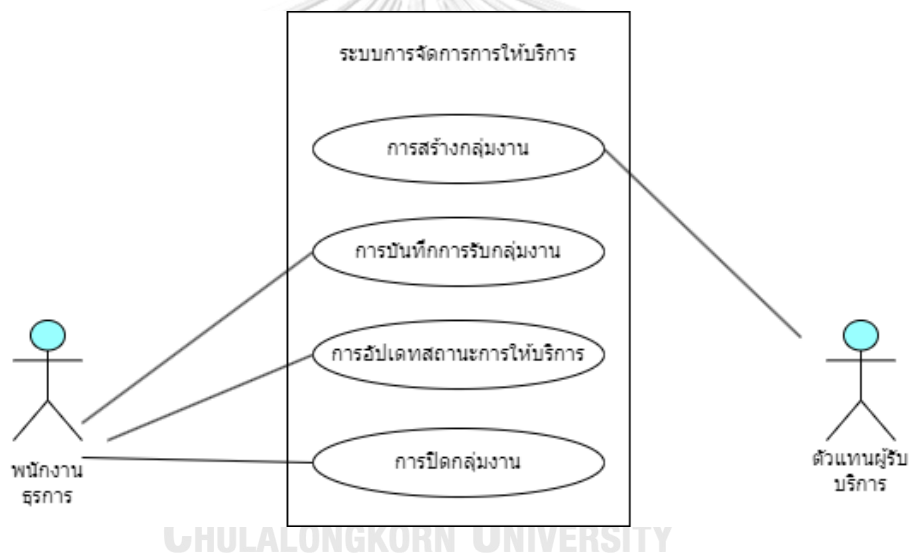 ระบบการจัดการการให้บริการ
การสร้างกลุ่มงาน
การบันทึกการรับกลุ่มงาน
การอัปเดทสถานะการให้บริการ
การปิดกลุ่มงาน
พนักงาน
ธุรการ
ตัวแทนผู้รับ
บริการ
CHULALONGKORN UNIVERSITY